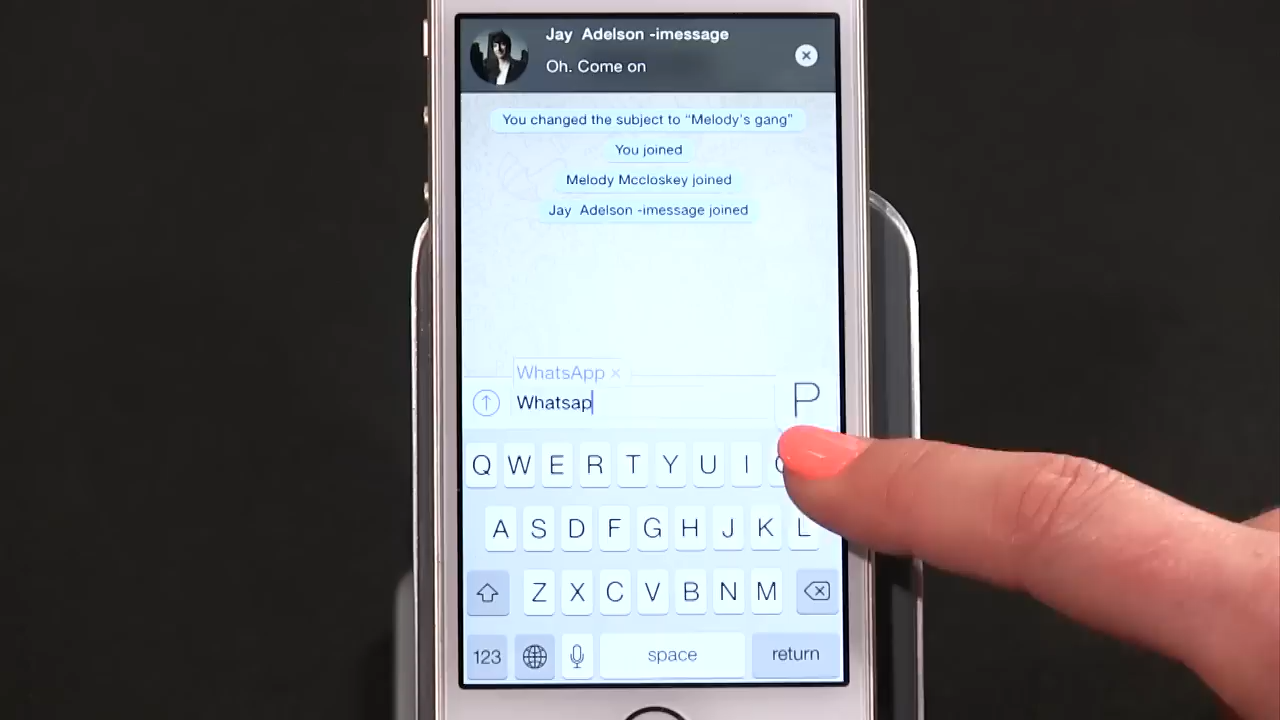 Jay Adelson -imessage
Oh. Come on
You changed the subject to “Melody's gang”
You joined
Melody Mccloskey joined
Jay Adelson -imessage joined
WhatsApp ×
Whatsap
P
Q W E R T Y U I
A S D F G H J K L
Z X C V B N M
123 space return